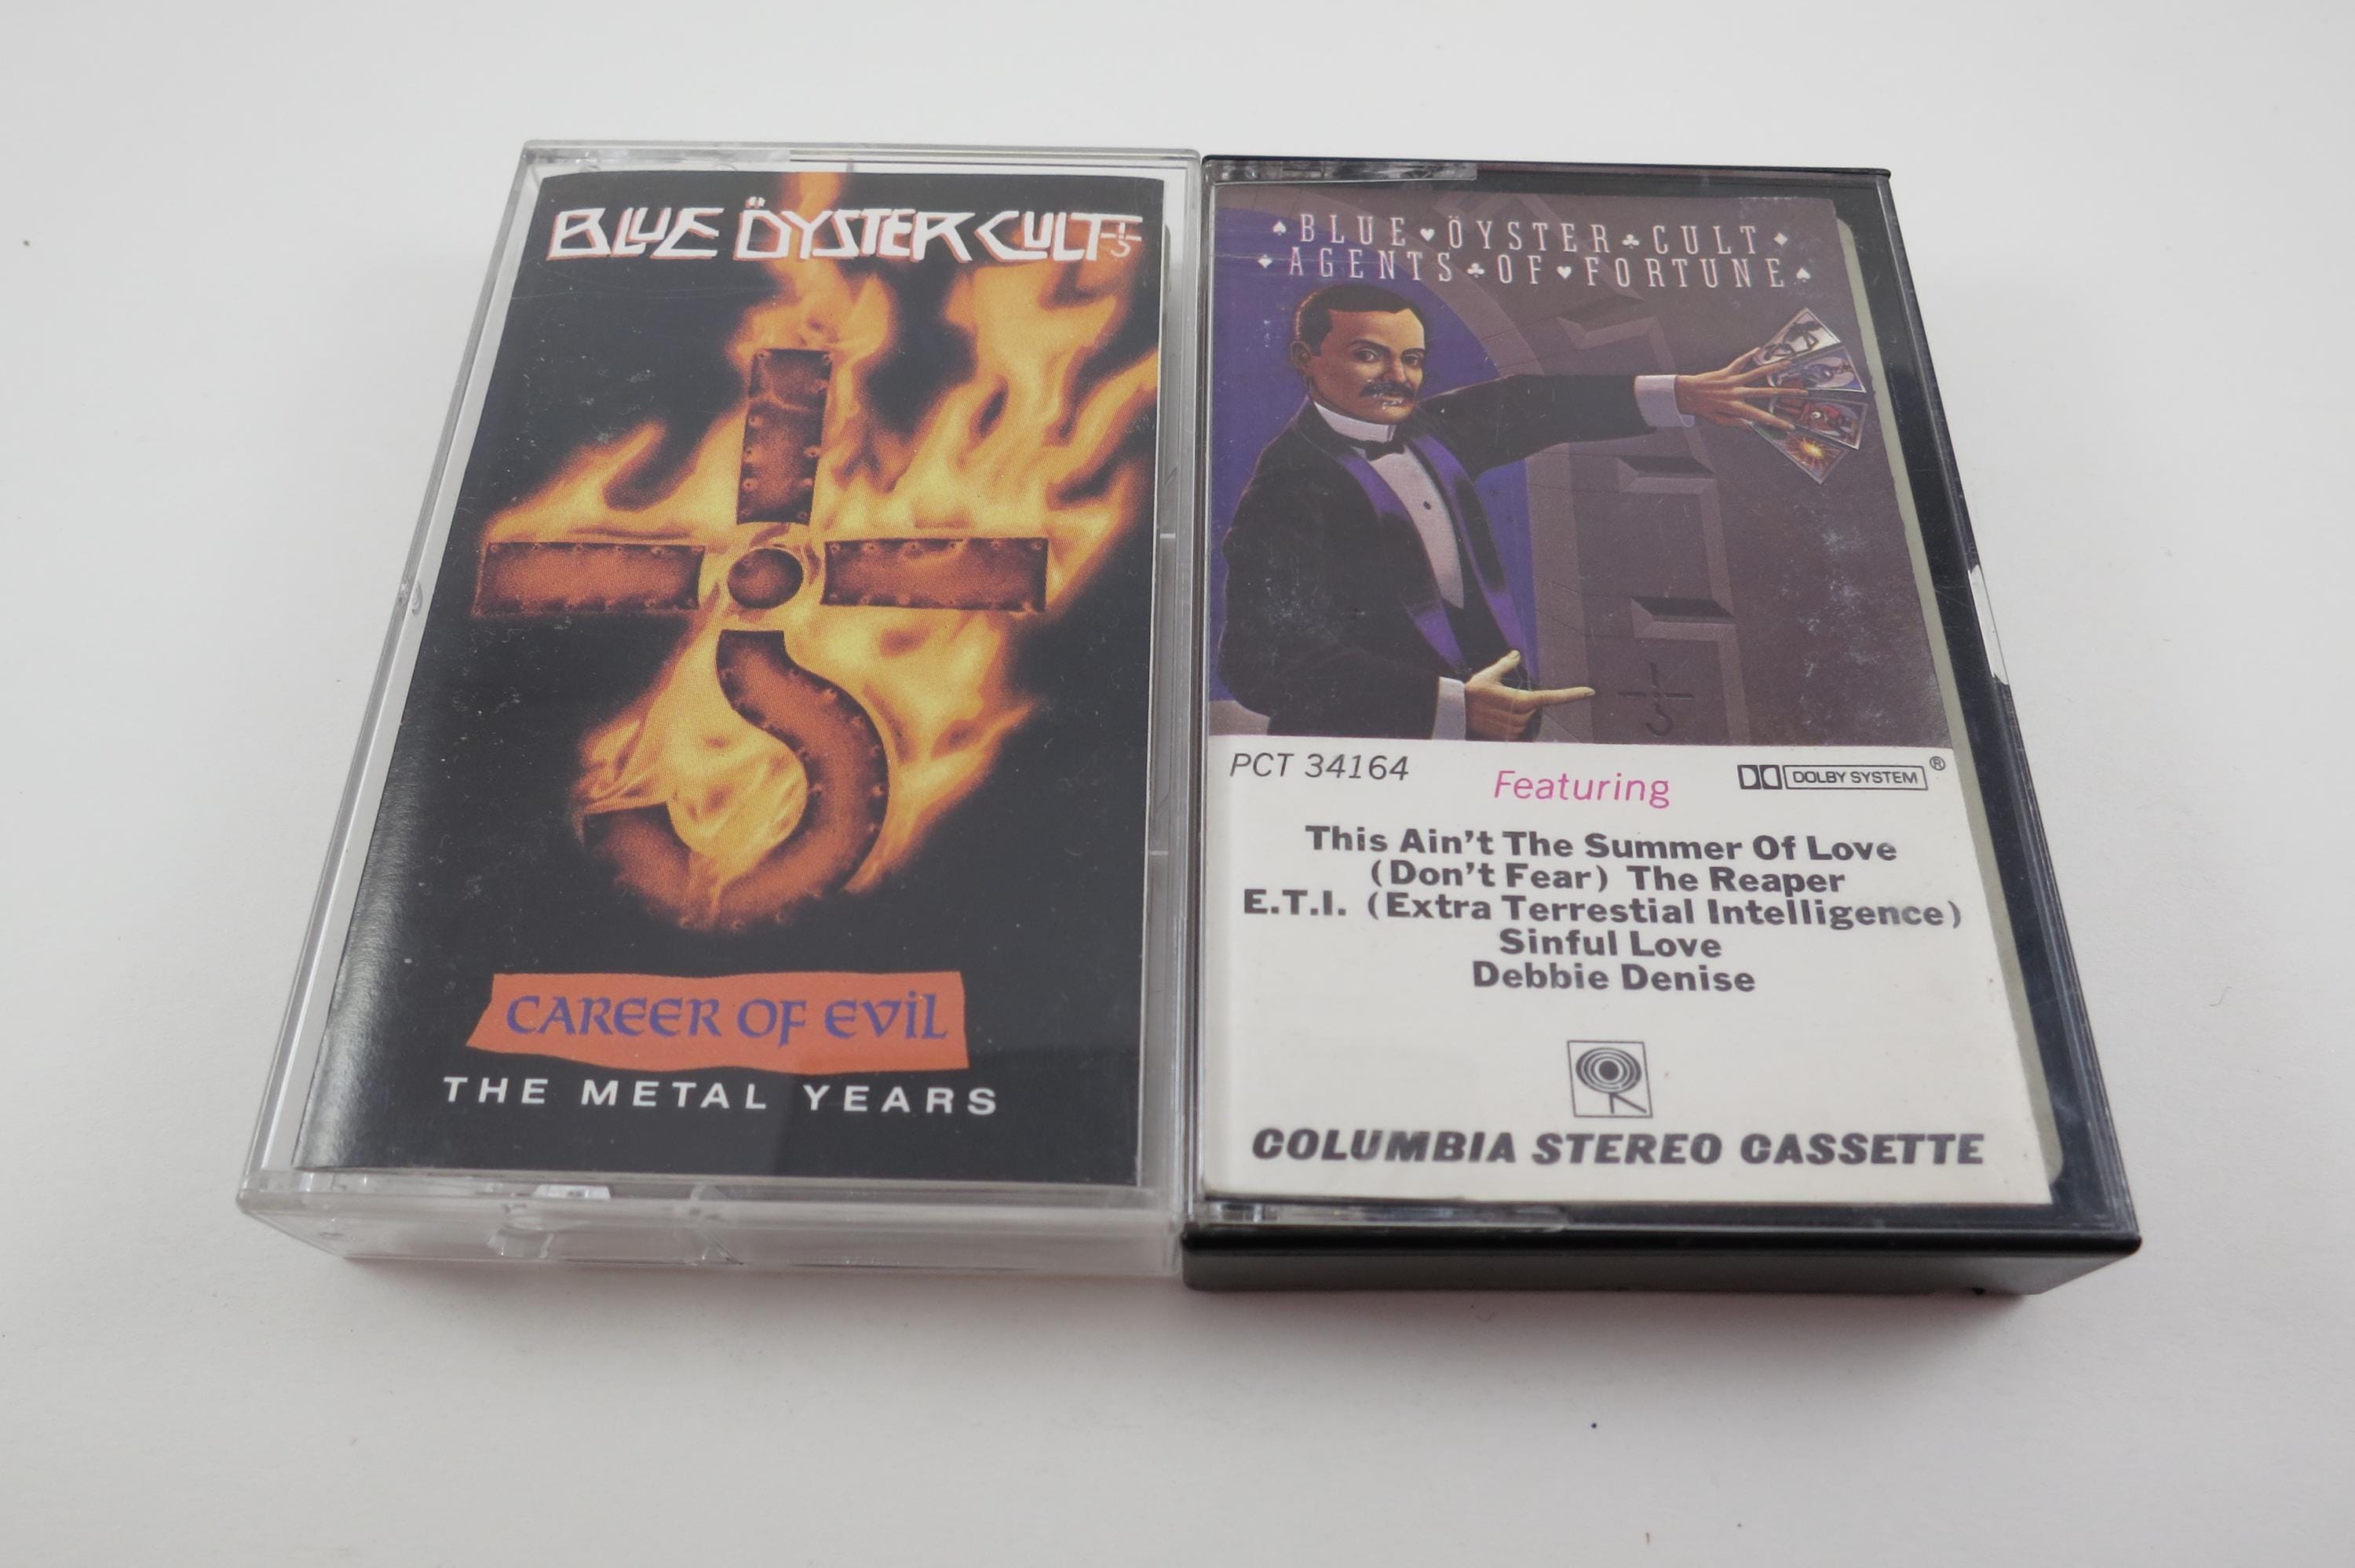 BLUE ÖYSTER CULT
CAREER OF EVIL
THE METAL YEARS
♠BLUE♥ÖYSTER♣CULT♦
♦AGENTS♣OF♥FORTUNE♠
PCT 34164
Featuring
DOLBY SYSTEM®
This Ain't The Summer Of Love
(Don't Fear) The Reaper
E.T.I. (Extra Terrestial Intelligence)
Sinful Love
Debbie Denise
COLUMBIA STEREO CASSETTE